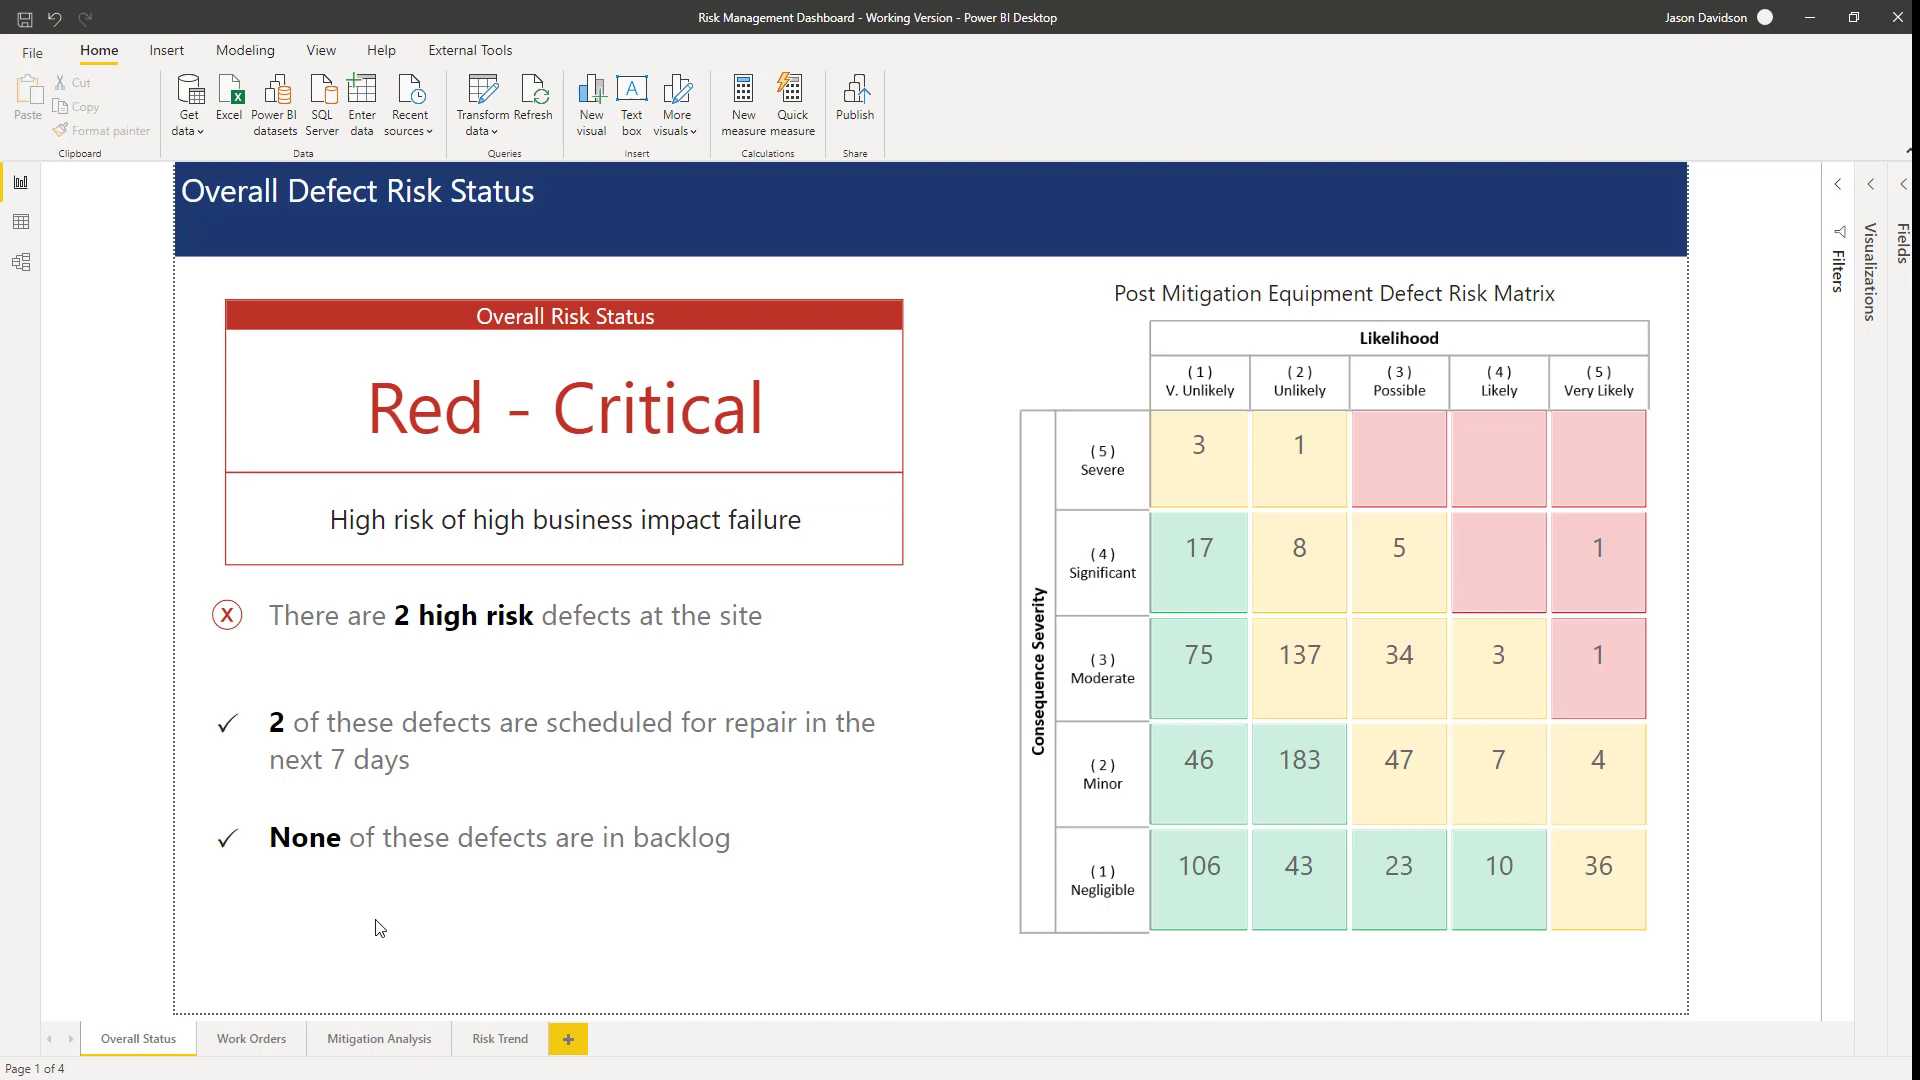 Risk Management Dashboard - Working Version - Power BI Desktop
Jason Davidson
File
Home
Insert
Modeling
View
Help
External Tools
Paste
Cut
Copy
Format painter
Clipboard
Get data
Excel
Power BI datasets
SQL Server
Enter data
Recent sources
Data
Transform data
Refresh
Queries
New visual
Text box
More visuals
Insert
New measure
Quick measure
Calculations
Publish
Share
Overall Defect Risk Status
Overall Risk Status
Red - Critical
High risk of high business impact failure
X There are 2 high risk defects at the site
✓ 2 of these defects are scheduled for repair in the
next 7 days
✓ None of these defects are in backlog
Post Mitigation Equipment Defect Risk Matrix
Likelihood
( 1 ) ( 2 ) ( 3 ) ( 4 ) ( 5 )
V. Unlikely Unlikely Possible Likely Very Likely
Consequence Severity
( 5 )
Severe
3 1
( 4 )
Significant
17 8 5 1
( 3 )
Moderate
75 137 34 3 1
( 2 )
Minor
46 183 47 7 4
( 1 )
Negligible
106 43 23 10 36
Filters
Visualizations
Fields
Overall Status
Work Orders
Mitigation Analysis
Risk Trend
+
Page 1 of 4